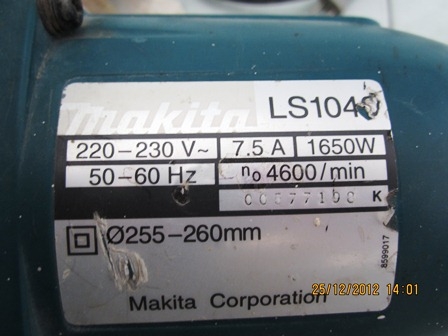 makita LS1040
220-230 V~ 7.5 A 1650W
50-60 Hz n₀ 4600/min
K
Ø255-260mm
8599017
Makita Corporation
25/12/2012 14:01